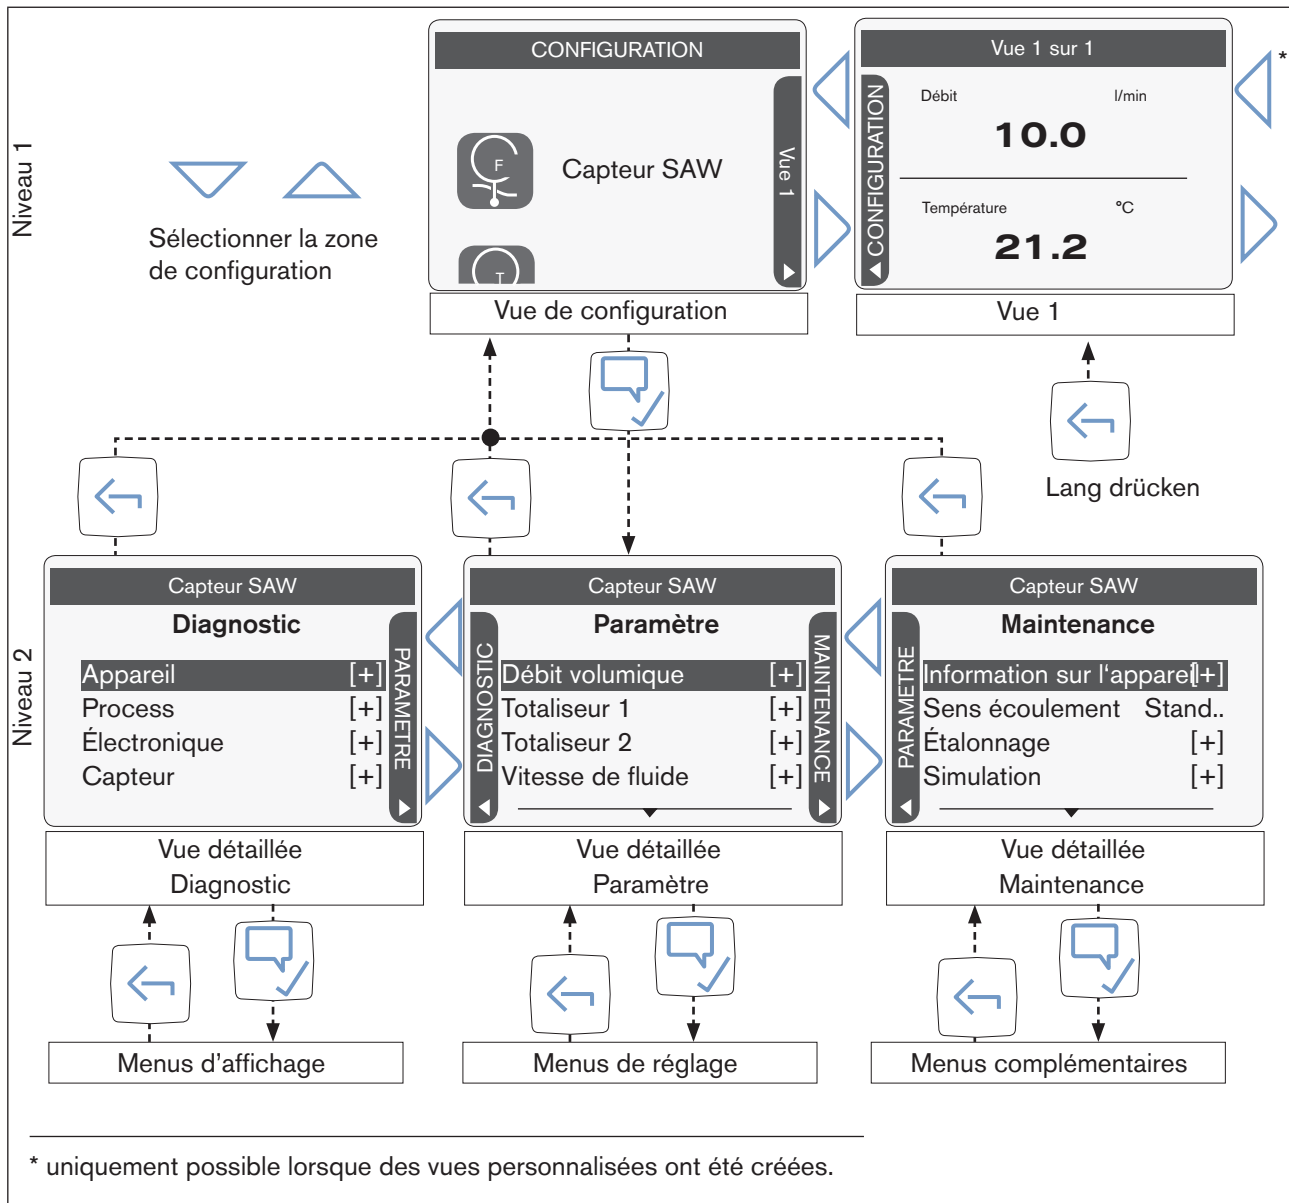 Niveau 1
Sélectionner la zone
de configuration
CONFIGURATION
F
Capteur SAW
T
Vue 1
Vue de configuration
Vue 1 sur 1
CONFIGURATION
Débit l/min
10.0
Température °C
21.2
*
Vue 1
Lang drücken
Niveau 2
Capteur SAW
Diagnostic
Appareil [+]
Process [+]
Électronique [+]
Capteur [+]
PARAMETRE
Vue détaillée
Diagnostic
Menus d'affichage
Capteur SAW
Paramètre
DIAGNOSTIC
Débit volumique [+]
Totaliseur 1 [+]
Totaliseur 2 [+]
Vitesse de fluide [+]
MAINTENANCE
Vue détaillée
Paramètre
Menus de réglage
Capteur SAW
Maintenance
PARAMETRE
Information sur l‘appareil [+]
Sens écoulement Stand..
Étalonnage [+]
Simulation [+]
Vue détaillée
Maintenance
Menus complémentaires
* uniquement possible lorsque des vues personnalisées ont été créées.